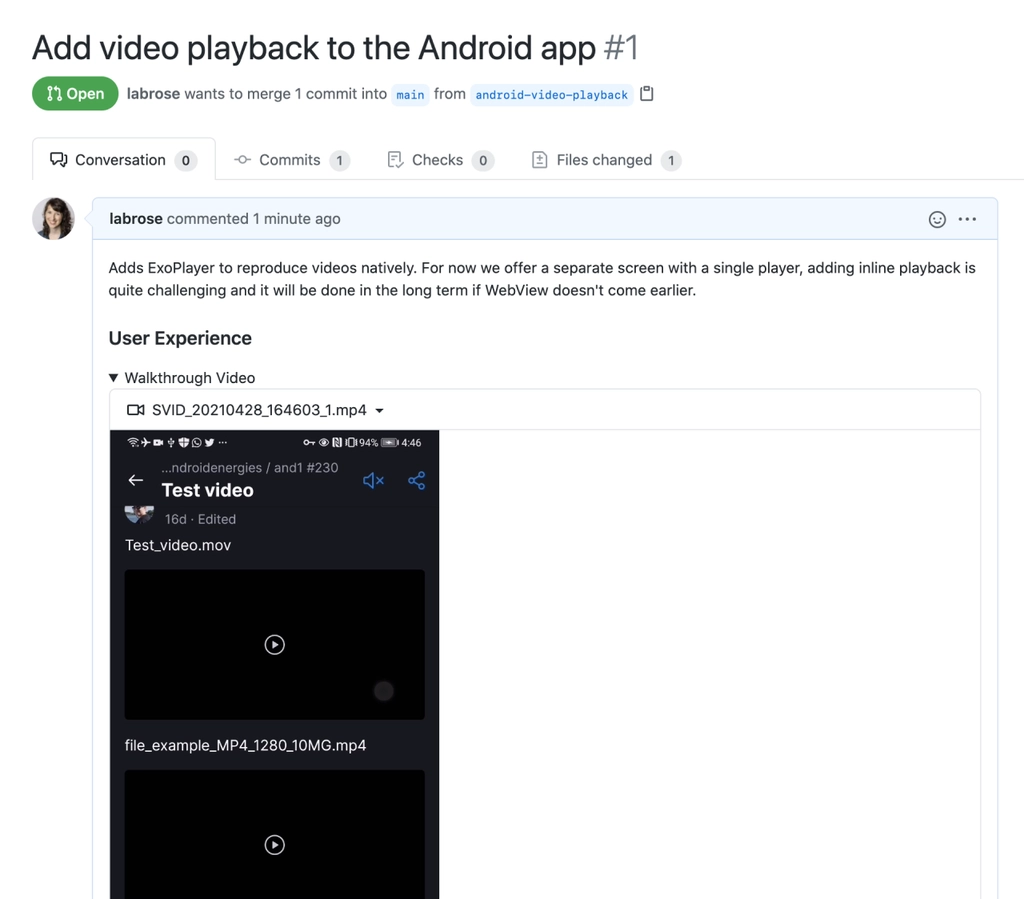 Add video playback to the Android app #1
Open labrose wants to merge 1 commit into main from android-video-playback
Conversation 0 Commits 1 Checks 0 Files changed 1
labrose commented 1 minute ago
Adds ExoPlayer to reproduce videos natively. For now we offer a separate screen with a single player, adding inline playback is
quite challenging and it will be done in the long term if WebView doesn't come earlier.
User Experience
Walkthrough Video
SVID_20210428_164603_1.mp4
94% 4:46
...ndroidenergies / and1 #230
Test video
16d · Edited
Test_video.mov
file_example_MP4_1280_10MG.mp4